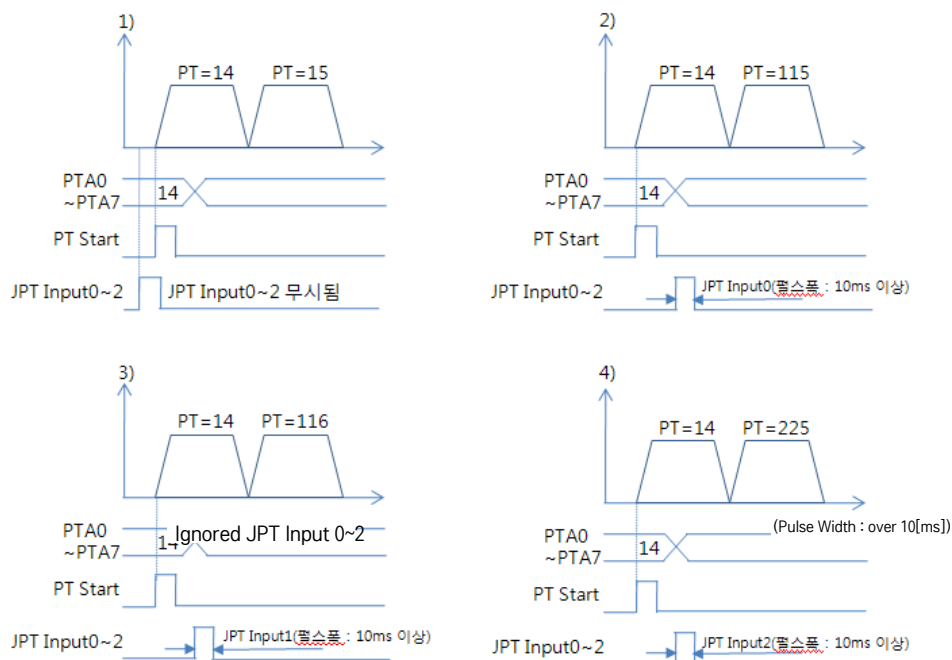 1)
PT=14 PT=15
PTA0
~PTA7
14
PT Start
JPT Input0~2
JPT Input0~2 무시됨
2)
PT=14 PT=115
PTA0
~PTA7
14
PT Start
JPT Input0~2
JPT Input0(펄스폭 : 10ms 이상)
3)
PT=14 PT=116
PTA0
~PTA7
14
Ignored JPT Input 0~2
PT Start
JPT Input0~2
JPT Input1(펄스폭 : 10ms 이상)
4)
PT=14 PT=225
(Pulse Width : over 10[ms])
PTA0
~PTA7
14
PT Start
JPT Input0~2
JPT Input2(펄스폭 : 10ms 이상)